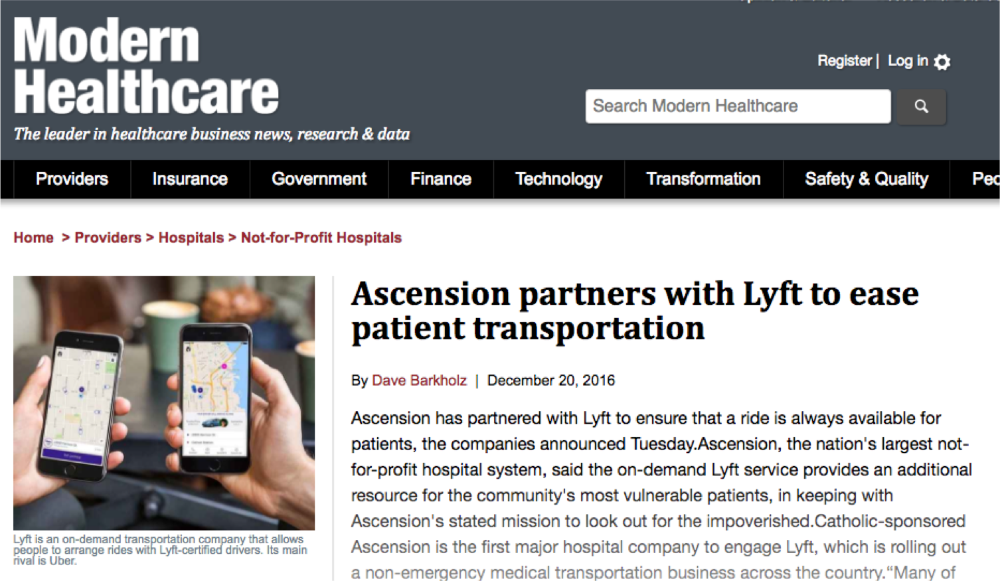 Modern
Healthcare
The leader in healthcare business news, research & data
Register | Log in
Search Modern Healthcare
Providers Insurance Government Finance Technology Transformation Safety & Quality
Home > Providers > Hospitals > Not-for-Profit Hospitals
Lyft is an on-demand transportation company that allows
people to arrange rides with Lyft-certified drivers. Its main
rival is Uber.
Ascension partners with Lyft to ease
patient transportation
By Dave Barkholz | December 20, 2016
Ascension has partnered with Lyft to ensure that a ride is always available for
patients, the companies announced Tuesday.Ascension, the nation's largest not-
for-profit hospital system, said the on-demand Lyft service provides an additional
resource for the community's most vulnerable patients, in keeping with
Ascension's stated mission to look out for the impoverished.Catholic-sponsored
Ascension is the first major hospital company to engage Lyft, which is rolling out
a non-emergency medical transportation business across the country.“Many of